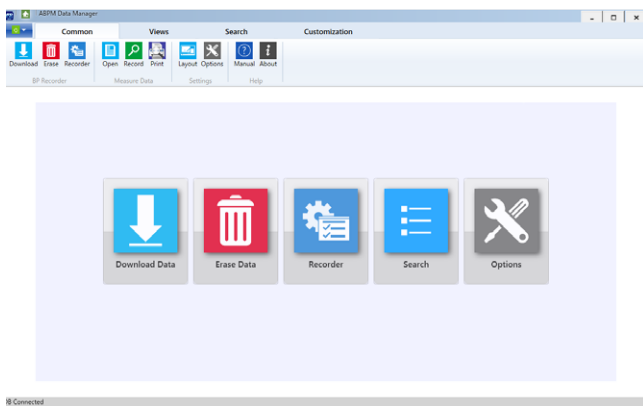 ABPM Data Manager
Common Views Search Customization
Download Erase Recorder Open Record Print Layout Options Manual About
BP Recorder Measure Data Settings Help
Download Data Erase Data Recorder Search Options
Connected